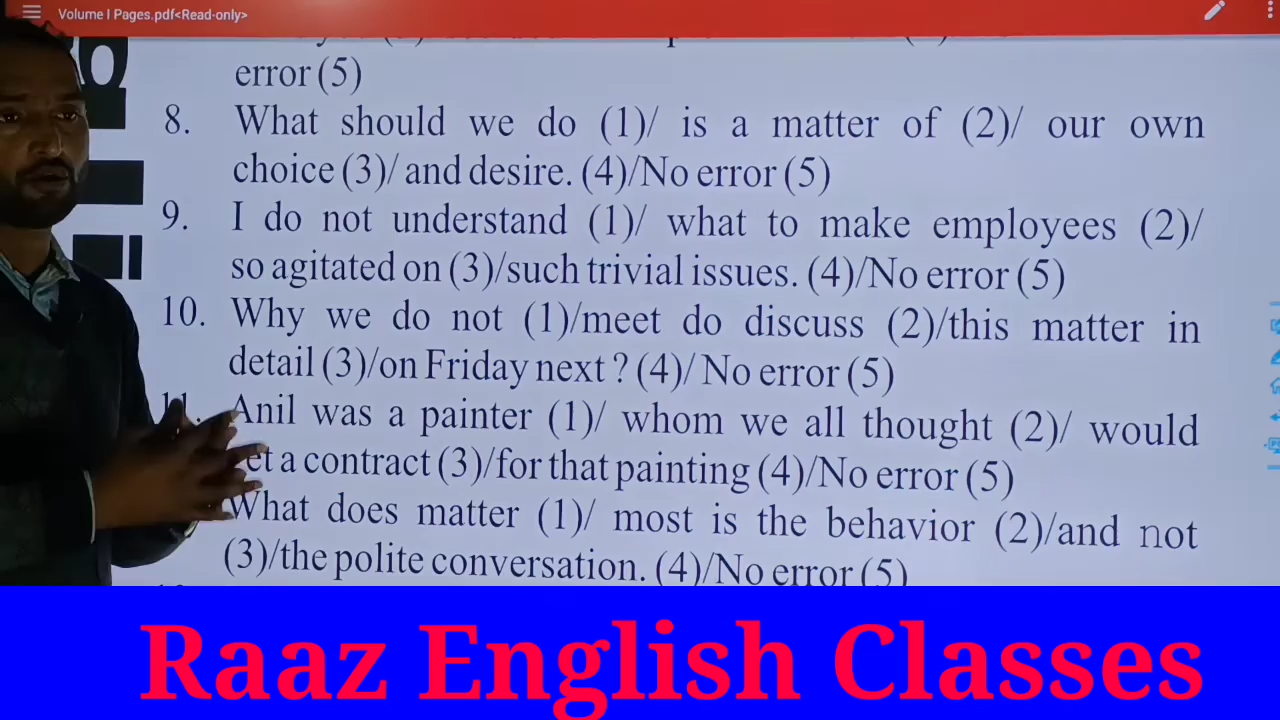 Volume I Pages.pdf<Read-only>
error (5)
8. What should we do (1)/ is a matter of (2)/ our own
choice (3)/ and desire. (4)/No error (5)
9. I do not understand (1)/ what to make employees (2)/
so agitated on (3)/such trivial issues. (4)/No error (5)
10. Why we do not (1)/meet do discuss (2)/this matter in
detail (3)/on Friday next ? (4)/ No error (5)
11. Anil was a painter (1)/ whom we all thought (2)/ would
et a contract (3)/for that painting (4)/No error (5)
What does matter (1)/ most is the behavior (2)/and not
(3)/the polite conversation. (4)/No error (5)
Raaz English Classes